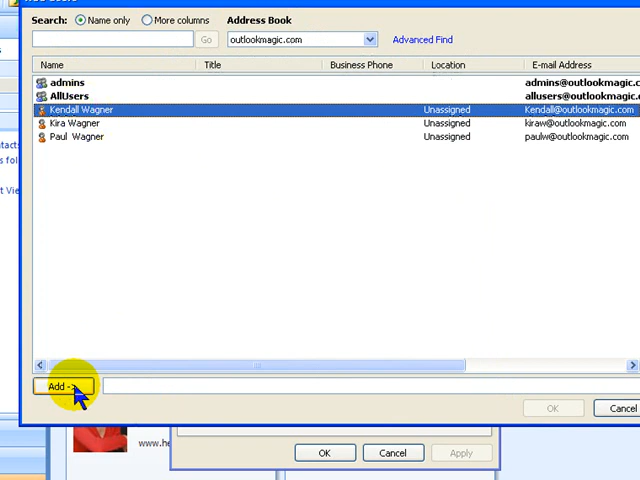 Search: Name only More columns Address Book
Go outlookmagic.com Advanced Find
Name Title Business Phone Location E-mail Address
admins admins@outlookmagic.c
AllUsers allusers@outlookmagic.
Kendall Wagner Unassigned Kendall@outlookmagic.com
Kira Wagner Unassigned kiraw@outlookmagic.com
Paul Wagner Unassigned paulw@outlookmagic.com
Add ->
OK Cancel
www.he
OK Cancel Apply